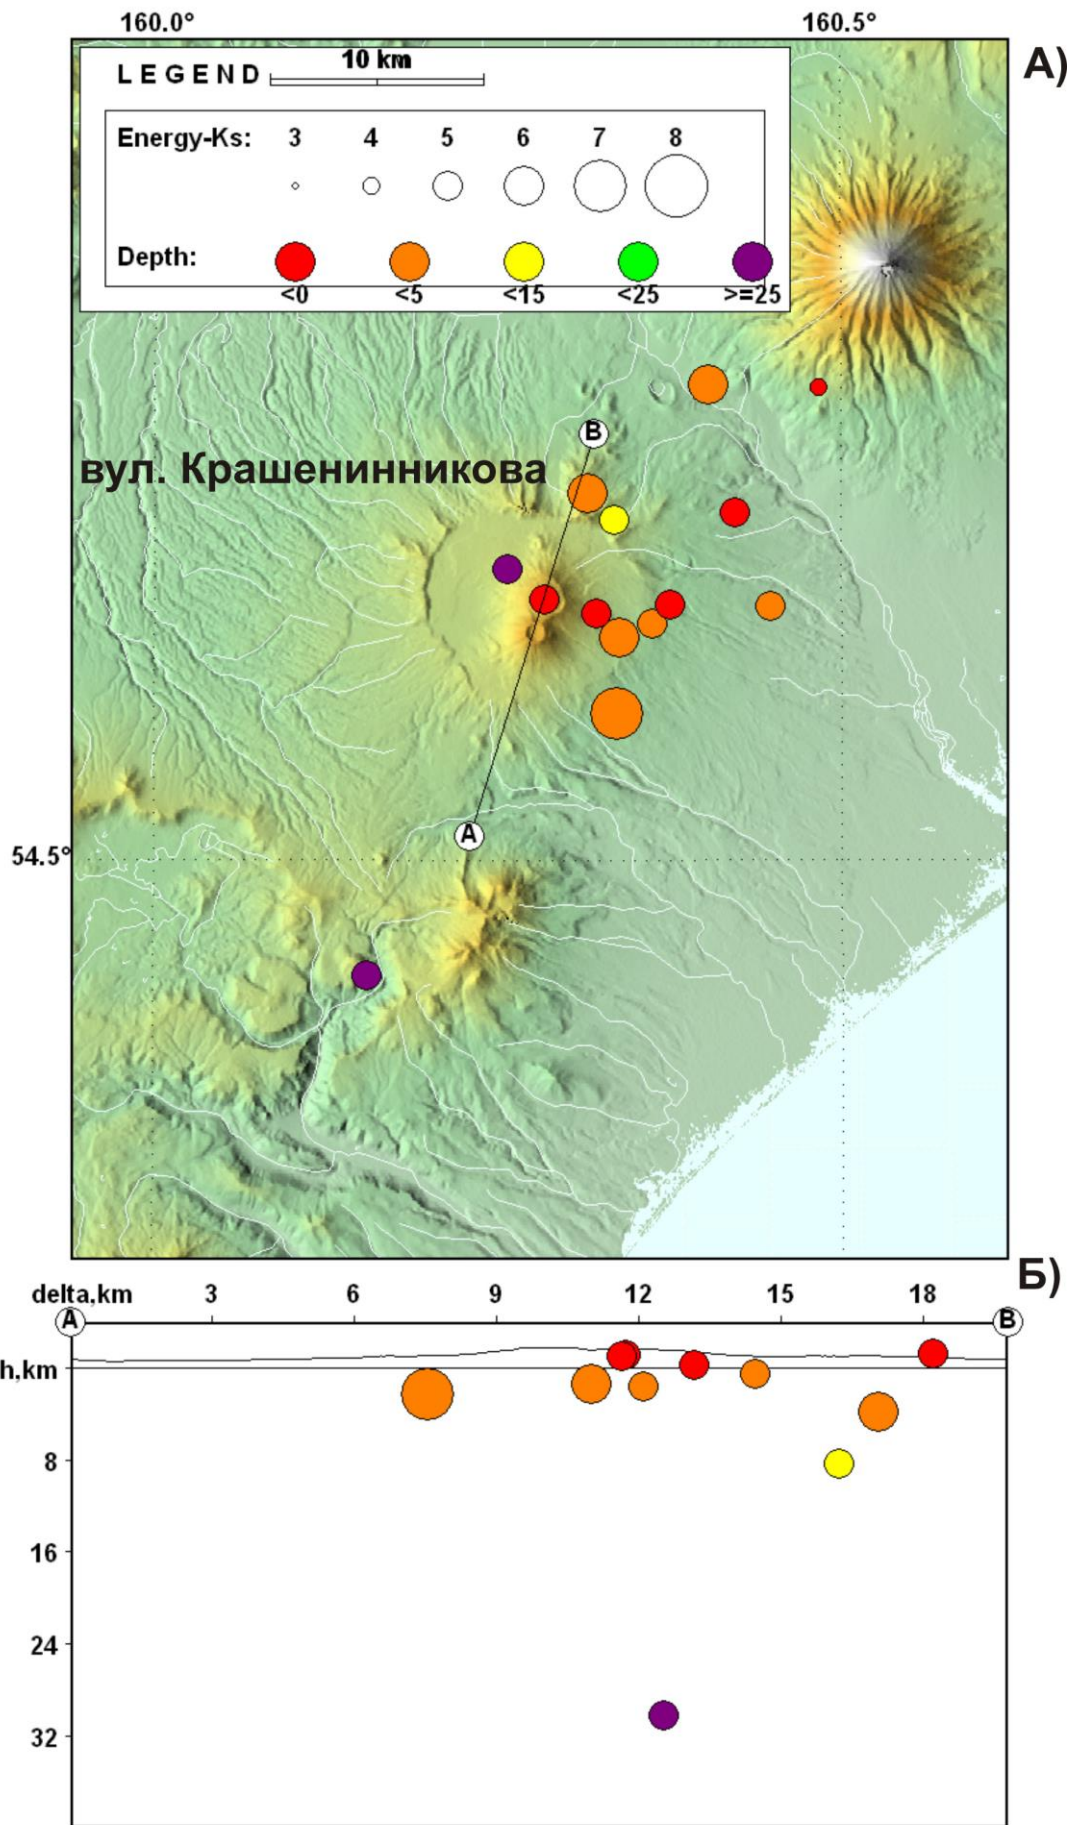 160.0° 160.5°
А)
L E G E N D 10 km
Energy-Ks: 3 4 5 6 7 8
Depth:
<0 <5 <15 <25 >=25
B
вул. Крашенинникова
A
54.5°
Б)
delta,km 3 6 9 12 15 18
A B
h,km
8
16
24
32